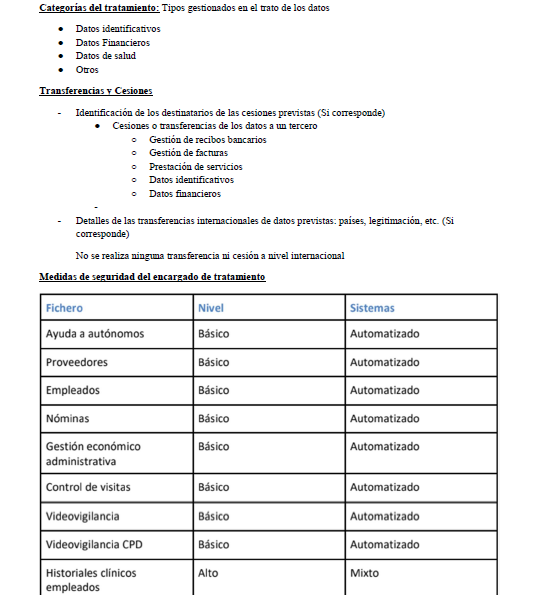 Categorías del tratamiento: Tipos gestionados en el trato de los datos
• Datos identificativos
• Datos Financieros
• Datos de salud
• Otros
Transferencias y Cesiones
- Identificación de los destinatarios de las cesiones previstas (Si corresponde)
• Cesiones o transferencias de los datos a un tercero
○ Gestión de recibos bancarios
○ Gestión de facturas
○ Prestación de servicios
○ Datos identificativos
○ Datos financieros
-
- Detalles de las transferencias internacionales de datos previstas: países, legitimación, etc. (Si
corresponde)
No se realiza ninguna transferencia ni cesión a nivel internacional
Medidas de seguridad del encargado de tratamiento
Fichero Nivel Sistemas
Ayuda a autónomos Básico Automatizado
Proveedores Básico Automatizado
Empleados Básico Automatizado
Nóminas Básico Automatizado
Gestión económico Básico Automatizado
administrativa
Control de visitas Básico Automatizado
Videovigilancia Básico Automatizado
Videovigilancia CPD Básico Automatizado
Historiales clínicos Alto Mixto
empleados